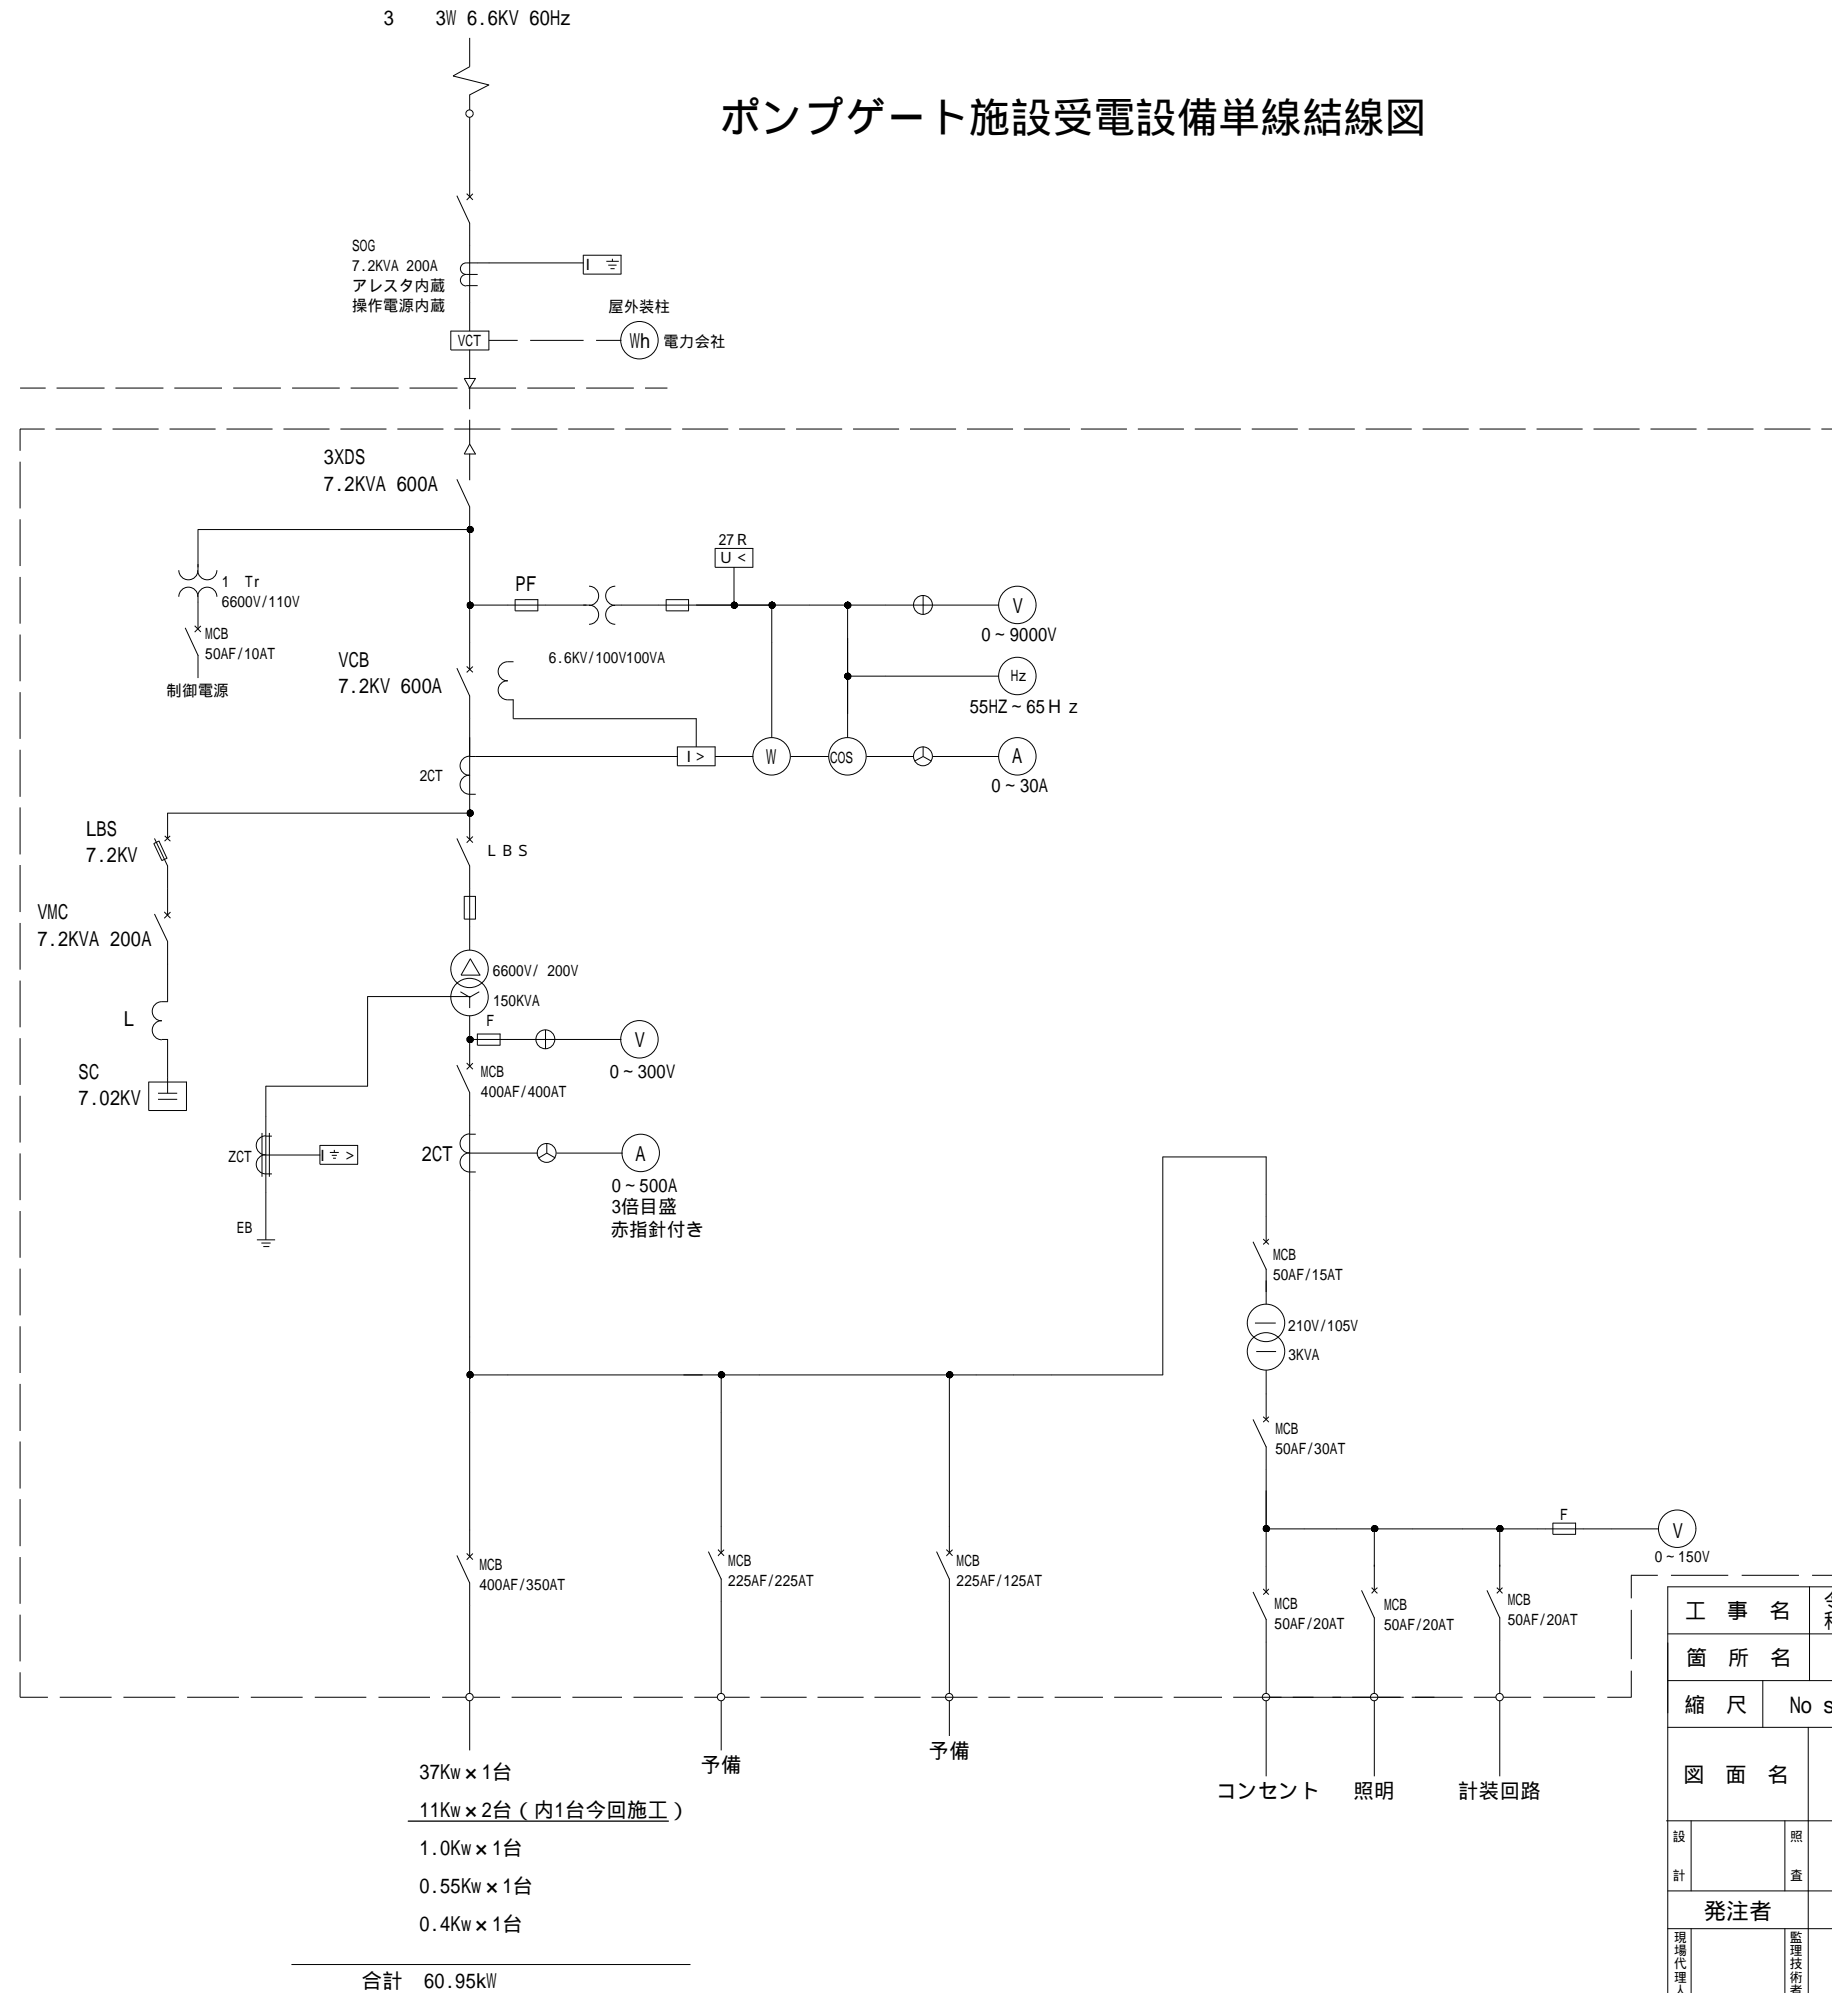 3　3W 6.6KV 60Hz
ポンプゲート施設受電設備単線結線図
SOG
7.2KVA 200A
アレスタ内蔵
操作電源内蔵
I
屋外装柱
VCT
Wh
電力会社
3XDS
7.2KVA 600A
1 Tr
6600V/110V
MCB
50AF/10AT
制御電源
PF
27R
U <
V
0~9000V
VCB
7.2KV 600A
6.6KV/100V100VA
Hz
55HZ~65Hz
2CT
I >
W
COS
A
0~30A
LBS
7.2KV
LBS
VMC
7.2KVA 200A
6600V/ 200V
150KVA
L
F
V
0~300V
SC
7.02KV
MCB
400AF/400AT
ZCT
I >
2CT
A
0~500A
3倍目盛
赤指針付き
EB
MCB
50AF/15AT
210V/105V
3KVA
MCB
50AF/30AT
F
V
0~150V
MCB
400AF/350AT
MCB
225AF/225AT
MCB
225AF/125AT
MCB
50AF/20AT
MCB
50AF/20AT
MCB
50AF/20AT
予備
予備
コンセント
照明
計装回路
37Kw×1台
11Kw×2台(内1台今回施工)
1.0Kw×1台
0.55Kw×1台
0.4Kw×1台
合計　60.95kW
工事名
箇所名
縮尺　No s
図面名
設計
照査
発注者
現場代理人
監理技術者